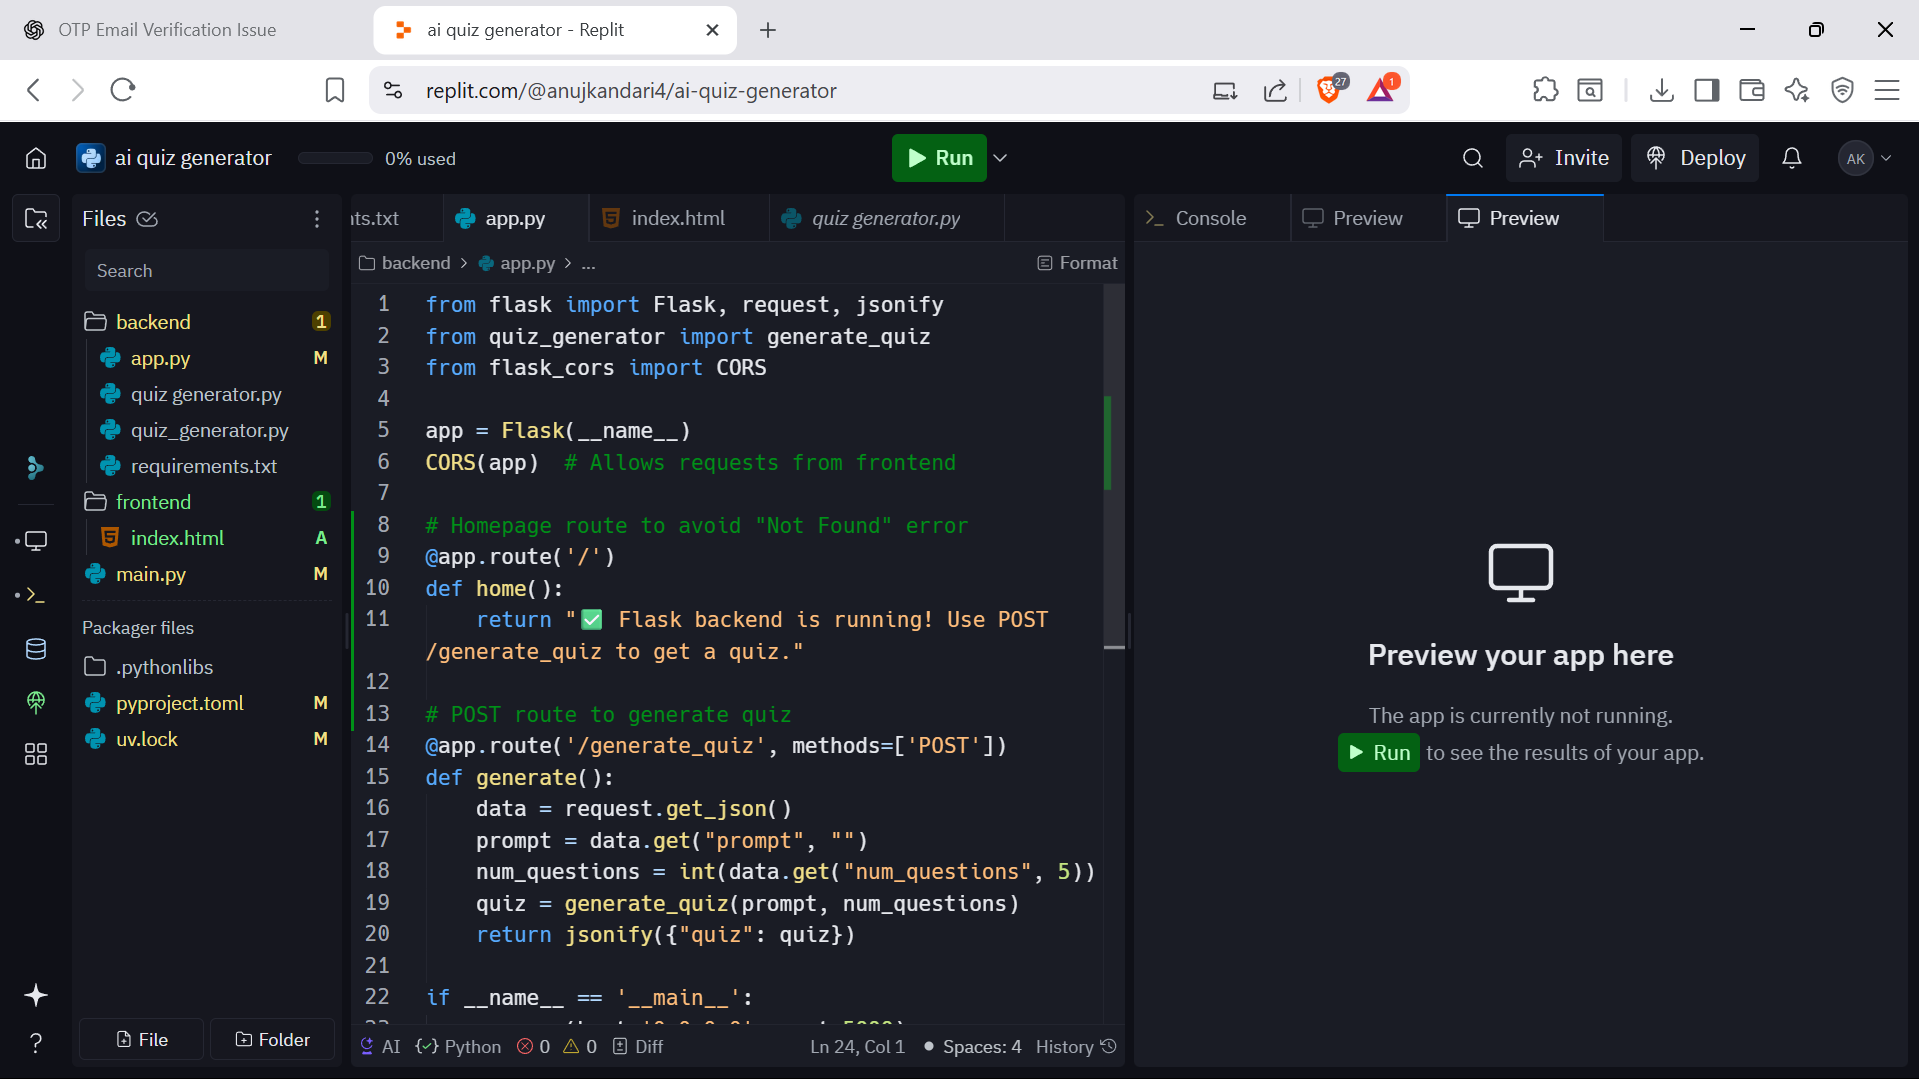 OTP Email Verification Issue
ai quiz generator - Replit
replit.com/@anujkandari4/ai-quiz-generator
27
1
ai quiz generator
0% used
Run
Invite
Deploy
AK
Files
Search
backend 1
app.py M
quiz generator.py
quiz_generator.py
requirements.txt
frontend 1
index.html A
main.py M
Packager files
.pythonlibs
pyproject.toml M
uv.lock M
File
Folder
ts.txt
app.py
index.html
quiz generator.py
backend > app.py > ...
Format
1 from flask import Flask, request, jsonify
2 from quiz_generator import generate_quiz
3 from flask_cors import CORS
4
5 app = Flask(__name__)
6 CORS(app)  # Allows requests from frontend
7
8 # Homepage route to avoid "Not Found" error
9 @app.route('/')
10 def home():
11     return "✅ Flask backend is running! Use POST
/generate_quiz to get a quiz."
12
13 # POST route to generate quiz
14 @app.route('/generate_quiz', methods=['POST'])
15 def generate():
16     data = request.get_json()
17     prompt = data.get("prompt", "")
18     num_questions = int(data.get("num_questions", 5))
19     quiz = generate_quiz(prompt, num_questions)
20     return jsonify({"quiz": quiz})
21
22 if __name__ == '__main__':
AI
Python
0
0
Diff
Ln 24, Col 1
Spaces: 4
History
Console
Preview
Preview
Preview your app here
The app is currently not running.
Run to see the results of your app.